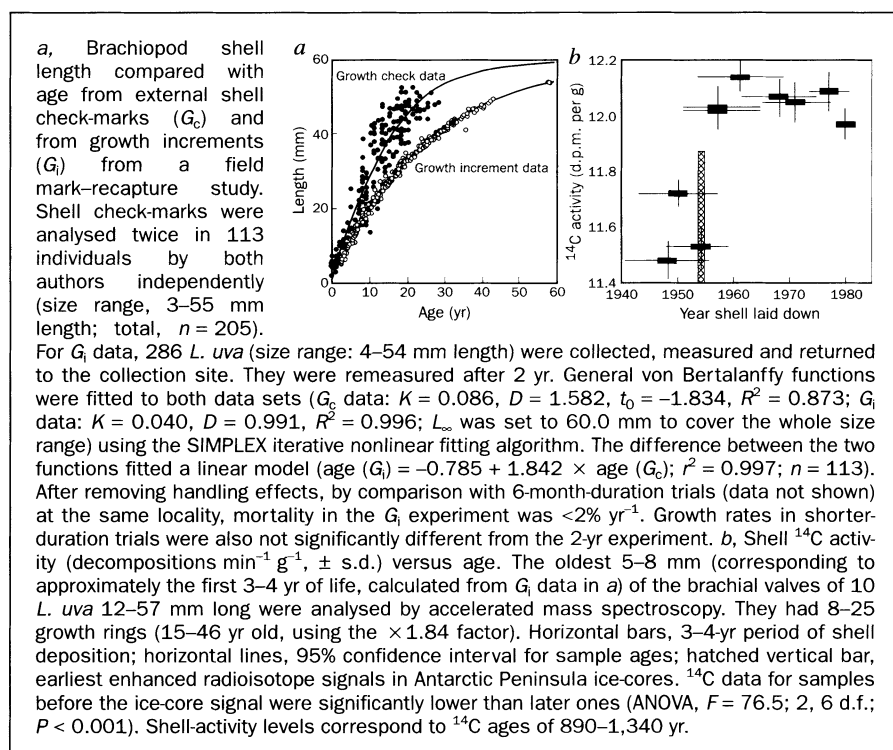 a, Brachiopod shell
length compared with
age from external shell
check-marks (Gc) and
from growth increments
(Gi) from a field
mark–recapture study.
Shell check-marks were
analysed twice in 113
individuals by both
authors independently
(size range, 3–55 mm
length; total, n = 205).
a
60
40
20
0
Length (mm)
Growth check data
Growth increment data
0 10 20 30 40 50 60
Age (yr)
b
12.2
12.0
11.8
11.6
11.4
14C activity (d.p.m. per g)
1940 1950 1960 1970 1980
Year shell laid down
For Gi data, 286 L. uva (size range: 4–54 mm length) were collected, measured and returned
to the collection site. They were remeasured after 2 yr. General von Bertalanffy functions
were fitted to both data sets (Gc data: K = 0.086, D = 1.582, t0 = –1.834, R² = 0.873; Gi
data: K = 0.040, D = 0.991, R² = 0.996; L∞ was set to 60.0 mm to cover the whole size
range) using the SIMPLEX iterative nonlinear fitting algorithm. The difference between the two
functions fitted a linear model (age (Gi) = –0.785 + 1.842 × age (Gc); r² = 0.997; n = 113).
After removing handling effects, by comparison with 6-month-duration trials (data not shown)
at the same locality, mortality in the Gi experiment was <2% yr⁻¹. Growth rates in shorter-
duration trials were also not significantly different from the 2-yr experiment. b, Shell ¹⁴C activ-
ity (decompositions min⁻¹ g⁻¹, ± s.d.) versus age. The oldest 5–8 mm (corresponding to
approximately the first 3–4 yr of life, calculated from Gi data in a) of the brachial valves of 10
L. uva 12–57 mm long were analysed by accelerated mass spectroscopy. They had 8–25
growth rings (15–46 yr old, using the ×1.84 factor). Horizontal bars, 3–4-yr period of shell
deposition; horizontal lines, 95% confidence interval for sample ages; hatched vertical bar,
earliest enhanced radioisotope signals in Antarctic Peninsula ice-cores. ¹⁴C data for samples
before the ice-core signal were significantly lower than later ones (ANOVA, F = 76.5; 2, 6 d.f.;
P < 0.001). Shell-activity levels correspond to ¹⁴C ages of 890–1,340 yr.